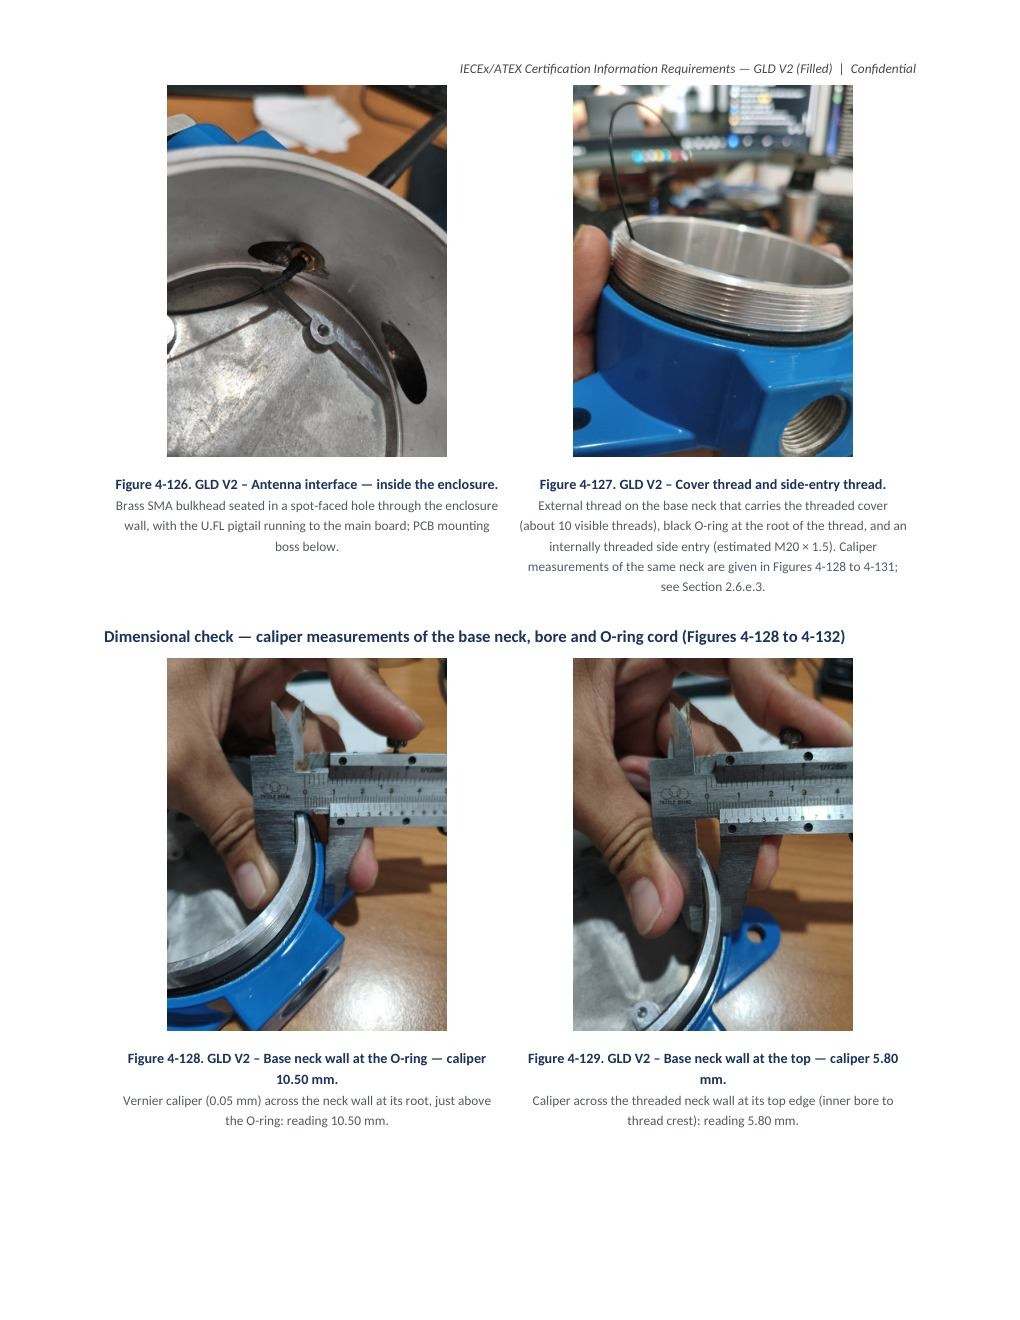 IECEx/ATEX Certification Information Requirements — GLD V2 (Filled) | Confidential
Figure 4-126. GLD V2 – Antenna interface — inside the enclosure.
Brass SMA bulkhead seated in a spot-faced hole through the enclosure
wall, with the U.FL pigtail running to the main board; PCB mounting
boss below.
Figure 4-127. GLD V2 – Cover thread and side-entry thread.
External thread on the base neck that carries the threaded cover
(about 10 visible threads), black O-ring at the root of the thread, and an
internally threaded side entry (estimated M20 × 1.5). Caliper
measurements of the same neck are given in Figures 4-128 to 4-131;
see Section 2.6.e.3.
Dimensional check — caliper measurements of the base neck, bore and O-ring cord (Figures 4-128 to 4-132)
Figure 4-128. GLD V2 – Base neck wall at the O-ring — caliper
10.50 mm.
Vernier caliper (0.05 mm) across the neck wall at its root, just above
the O-ring: reading 10.50 mm.
Figure 4-129. GLD V2 – Base neck wall at the top — caliper 5.80
mm.
Caliper across the threaded neck wall at its top edge (inner bore to
thread crest): reading 5.80 mm.